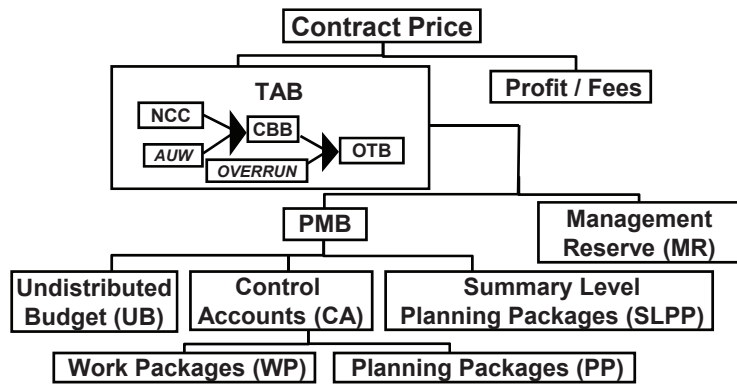 Contract Price
TAB
Profit / Fees
NCC
CBB
AUW
OTB
OVERRUN
PMB
Management
Reserve (MR)
Undistributed
Budget (UB)
Control
Accounts (CA)
Summary Level
Planning Packages (SLPP)
Work Packages (WP)
Planning Packages (PP)